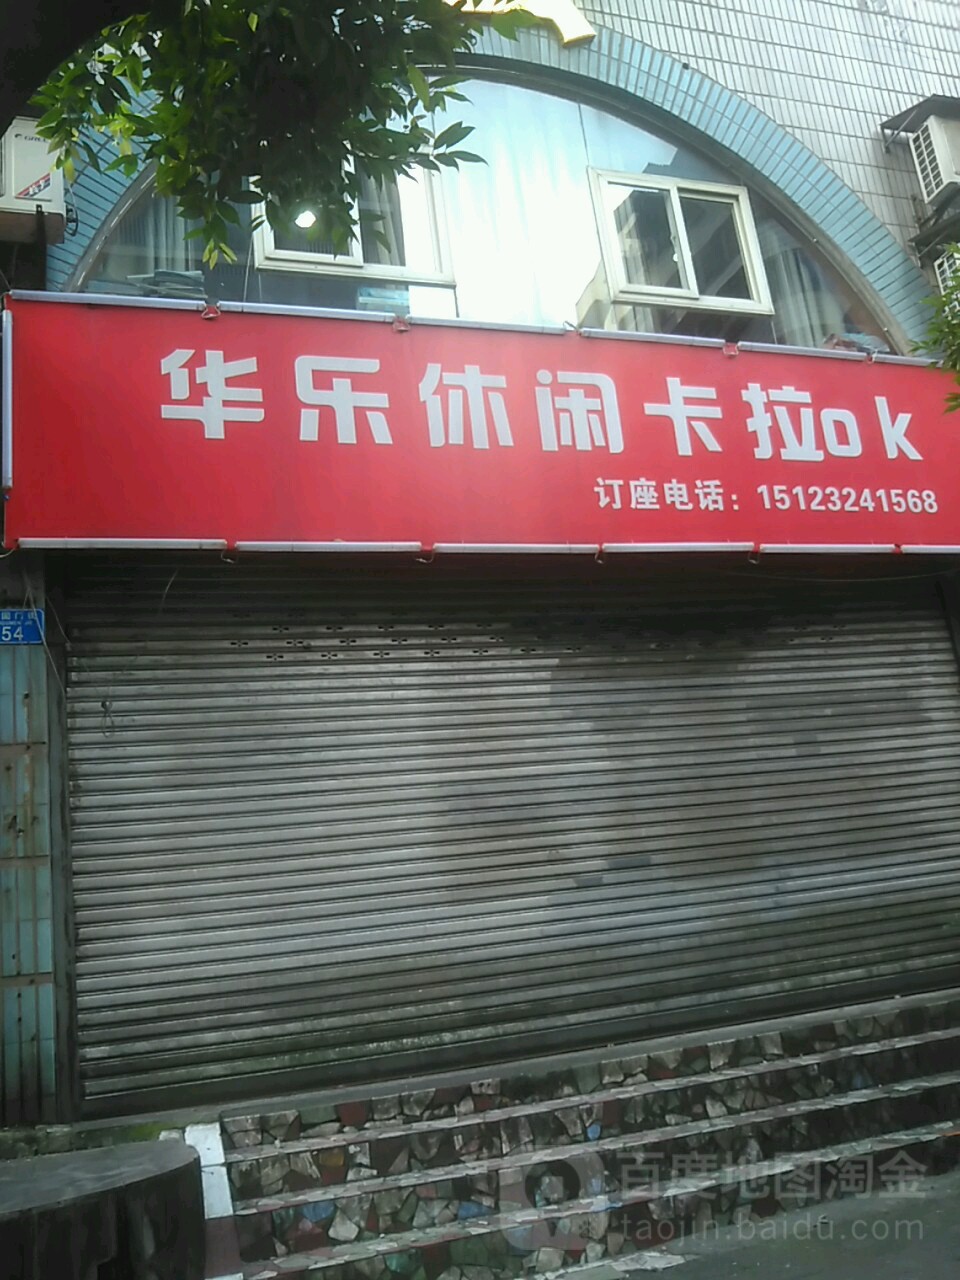 华乐休闲卡拉ok
订座电话：15123241568
54
百度地图淘金
taojin.baidu.com